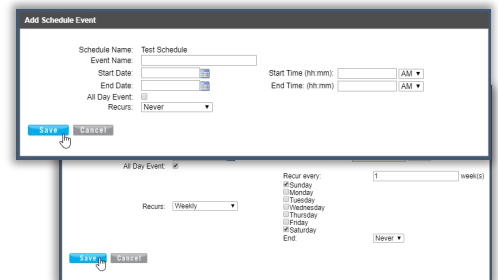 Add Schedule Event
Schedule Name: Test Schedule
Event Name:
Start Date: Start Time (hh:mm): AM
End Date: End Time: (hh:mm) AM
All Day Event:
Recurs: Never
Save Cancel
All Day Event:
Recur every: 1 week(s)
Sunday
Monday
Tuesday
Recurs: Weekly Wednesday
Thursday
Friday
Saturday
End: Never
Save Cancel